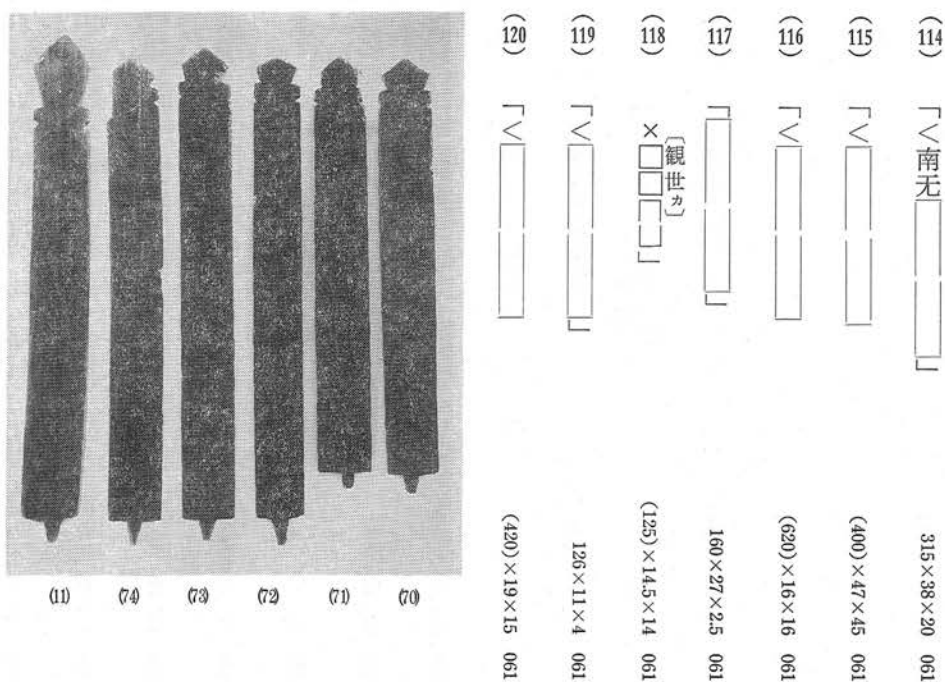 (114) 「＜南无□□」 315×38×20 061
(115) 「＜□□ (400)×47×45 061
(116) 「＜□□ (620)×16×16 061
(117) 「□□」 160×27×2.5 061
(118) ×□□□□」 〔観世ヵ〕 (125)×14.5×14 061
(119) 「＜□□」 126×11×4 061
(120) 「＜□□ (420)×19×15 061
(11) (74) (73) (72) (71) (70)